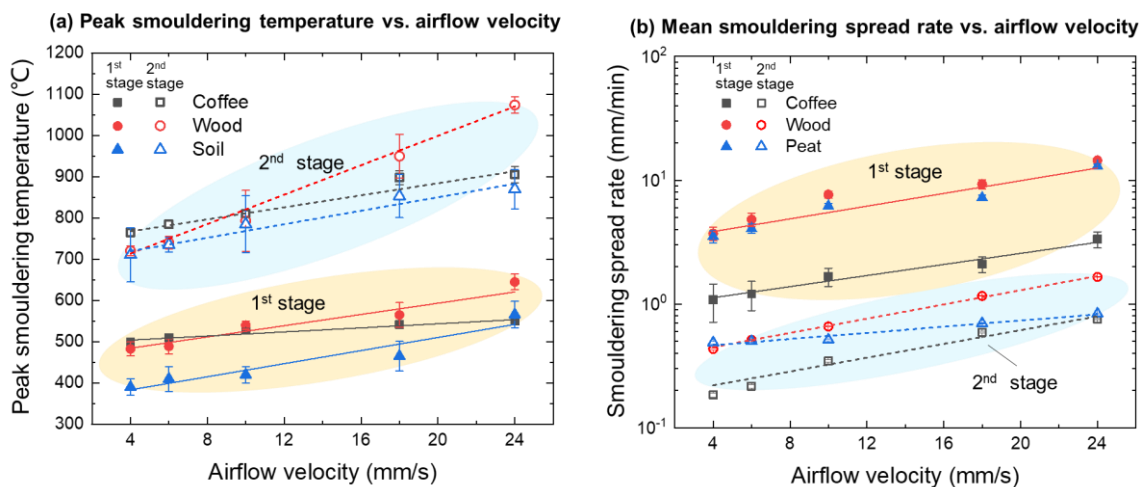 (a) Peak smouldering temperature vs. airflow velocity
1200
1100
1000
900
800
700
600
500
400
300
Peak smouldering temperature (℃)
1st stage
2nd stage
Coffee
Wood
Soil
2nd stage
1st stage
4
8
12
16
20
24
Airflow velocity (mm/s)
(b) Mean smouldering spread rate vs. airflow velocity
10²
10¹
10⁰
10⁻¹
Smouldering spread rate (mm/min)
1st stage
2nd stage
Coffee
Wood
Peat
1st stage
2nd stage
4
8
12
16
20
24
Airflow velocity (mm/s)